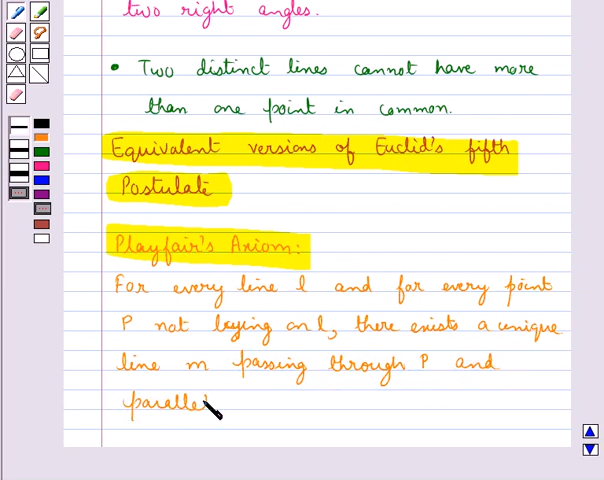 two right angles.
• Two distinct lines cannot have more
than one point in common.
Equivalent versions of Euclid's fifth
Postulate
Playfair's Axiom:
For every line l and for every point
P not lying on l, there exists a unique
line m passing through P and
parallel